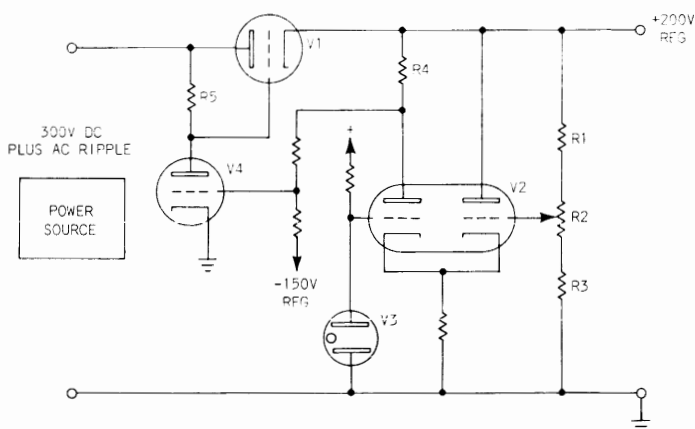 +200V
REG
V1
R4
R5
R1
300V DC
PLUS AC RIPPLE
V4
+
V2
R2
POWER
SOURCE
-150V
REG
R3
V3